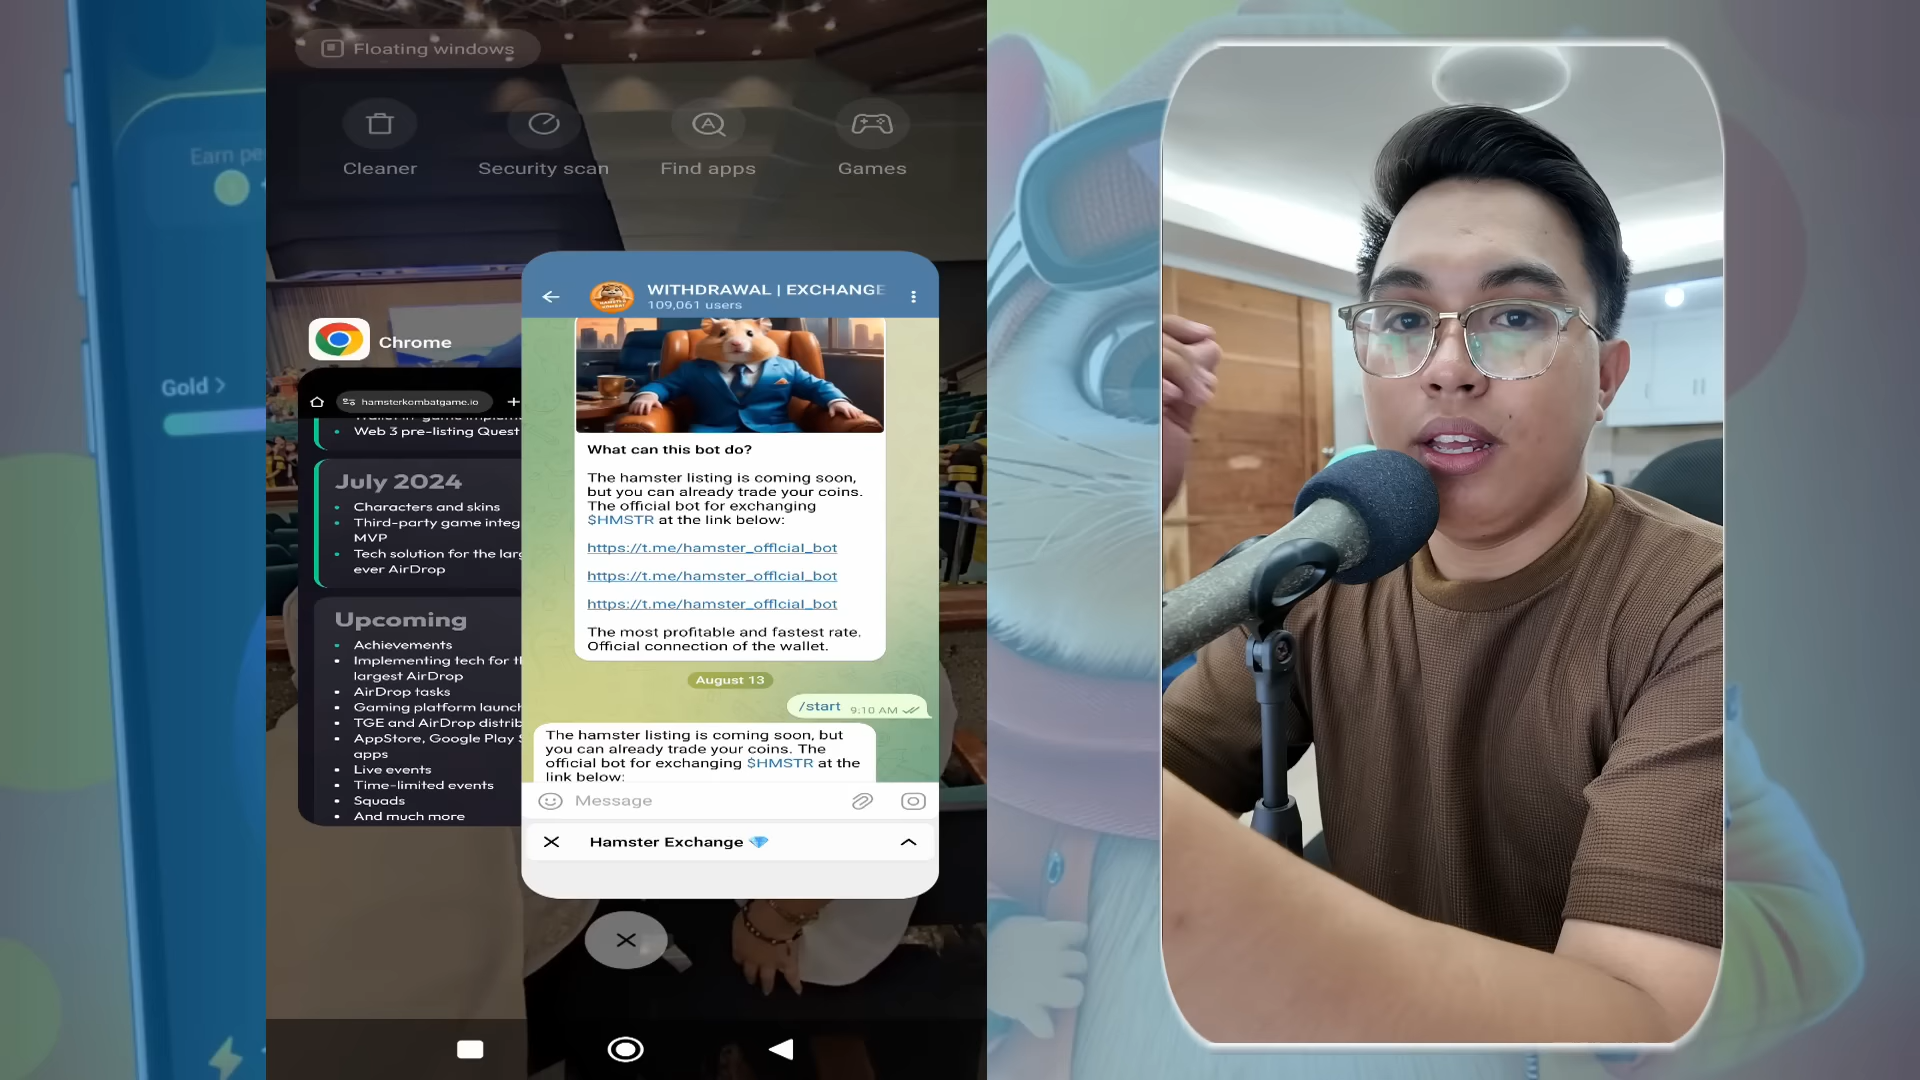 Earn pe
Gold >
Floating windows
Cleaner
Security scan
Find apps
Games
Chrome
hamsterkombatgame.io
Web 3 pre-listing Quest
July 2024
• Characters and skins
• Third-party game integ
MVP
• Tech solution for the larg
ever AirDrop
Upcoming
• Achievements
• Implementing tech for th
largest AirDrop
• AirDrop tasks
• Gaming platform launch
• TGE and AirDrop distrib
• AppStore, Google Play S
apps
• Live events
• Time-limited events
• Squads
• And much more
WITHDRAWAL | EXCHANGE
109,061 users
What can this bot do?
The hamster listing is coming soon,
but you can already trade your coins.
The official bot for exchanging
$HMSTR at the link below:
https://t.me/hamster_offlcial_bot
https://t.me/hamster_offlcial_bot
https://t.me/hamster_offlcial_bot
The most profitable and fastest rate.
Official connection of the wallet.
August 13
/start 9:10 AM
The hamster listing is coming soon, but
you can already trade your coins. The
official bot for exchanging $HMSTR at the
link below:
Message
Hamster Exchange 💎